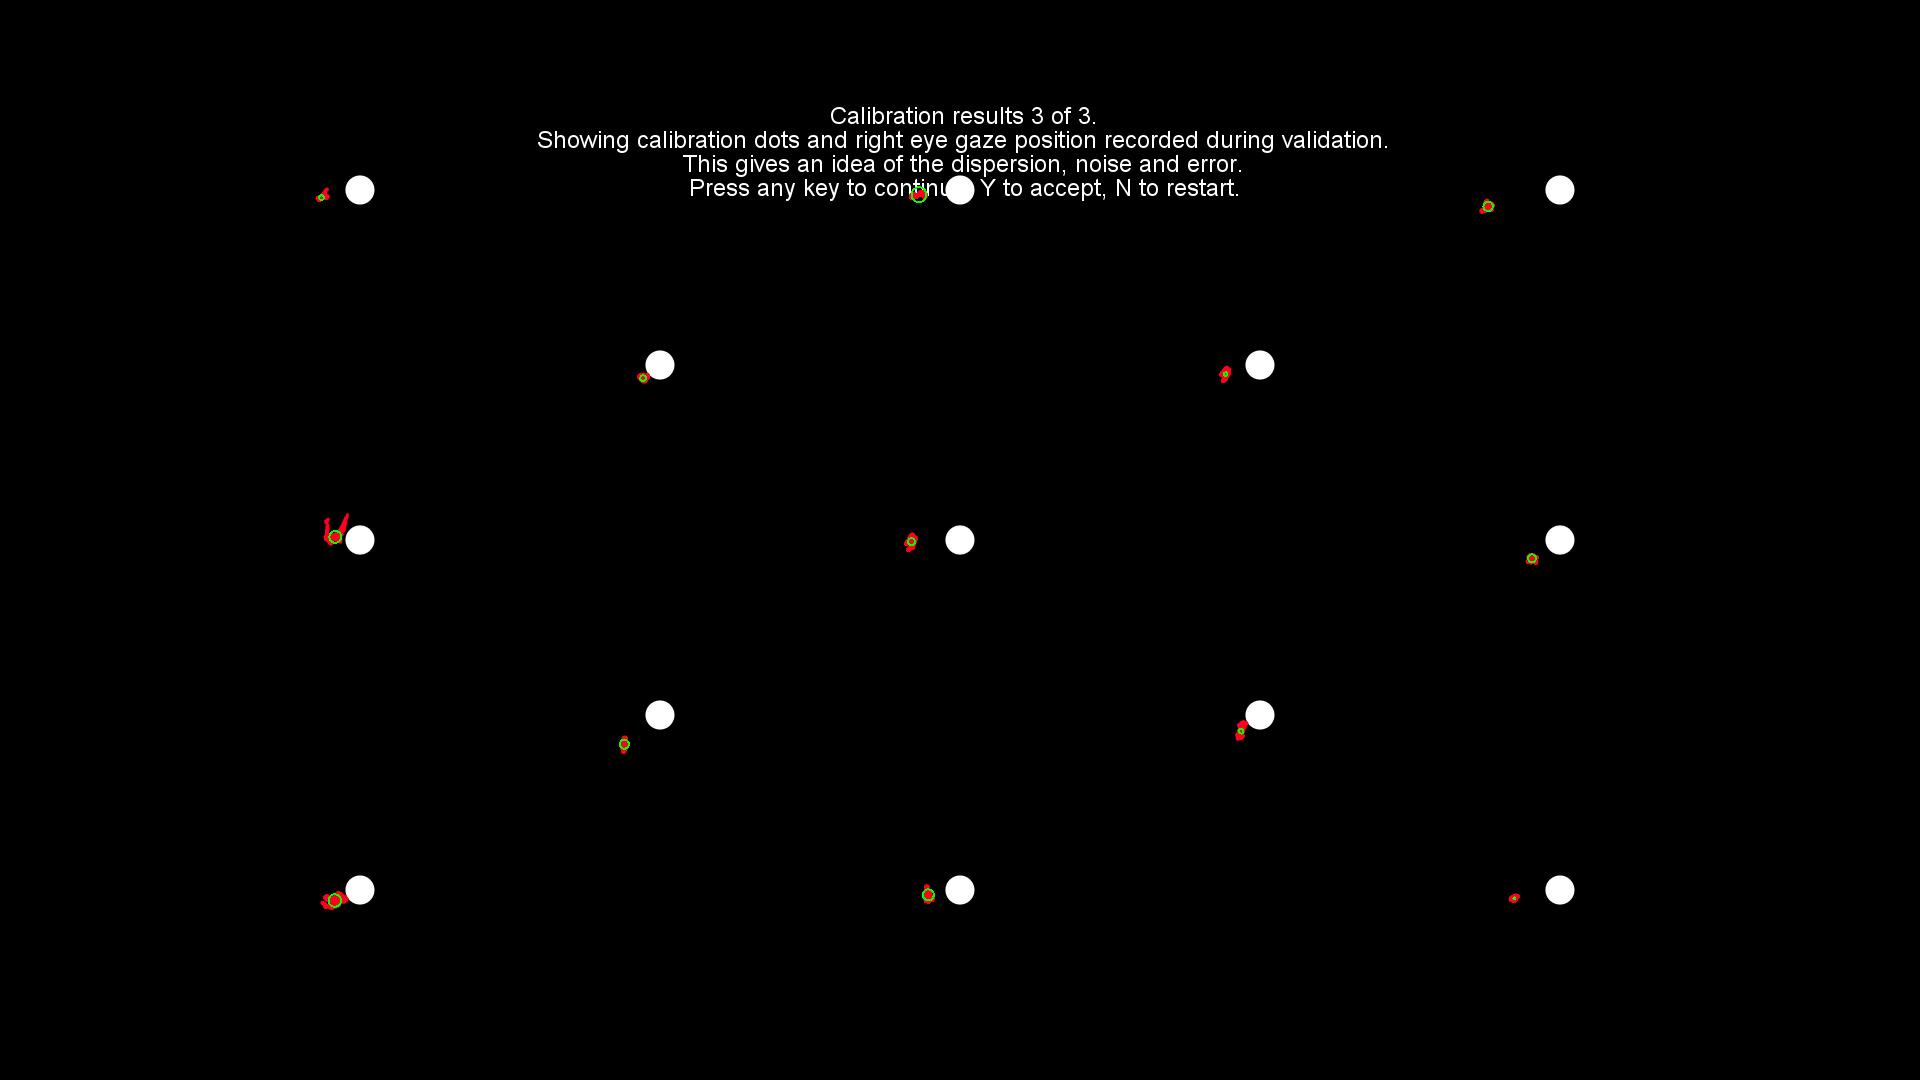 Calibration results 3 of 3.
Showing calibration dots and right eye gaze position recorded during validation.
This gives an idea of the dispersion, noise and error.
Press any key to continu Y to accept, N to restart.